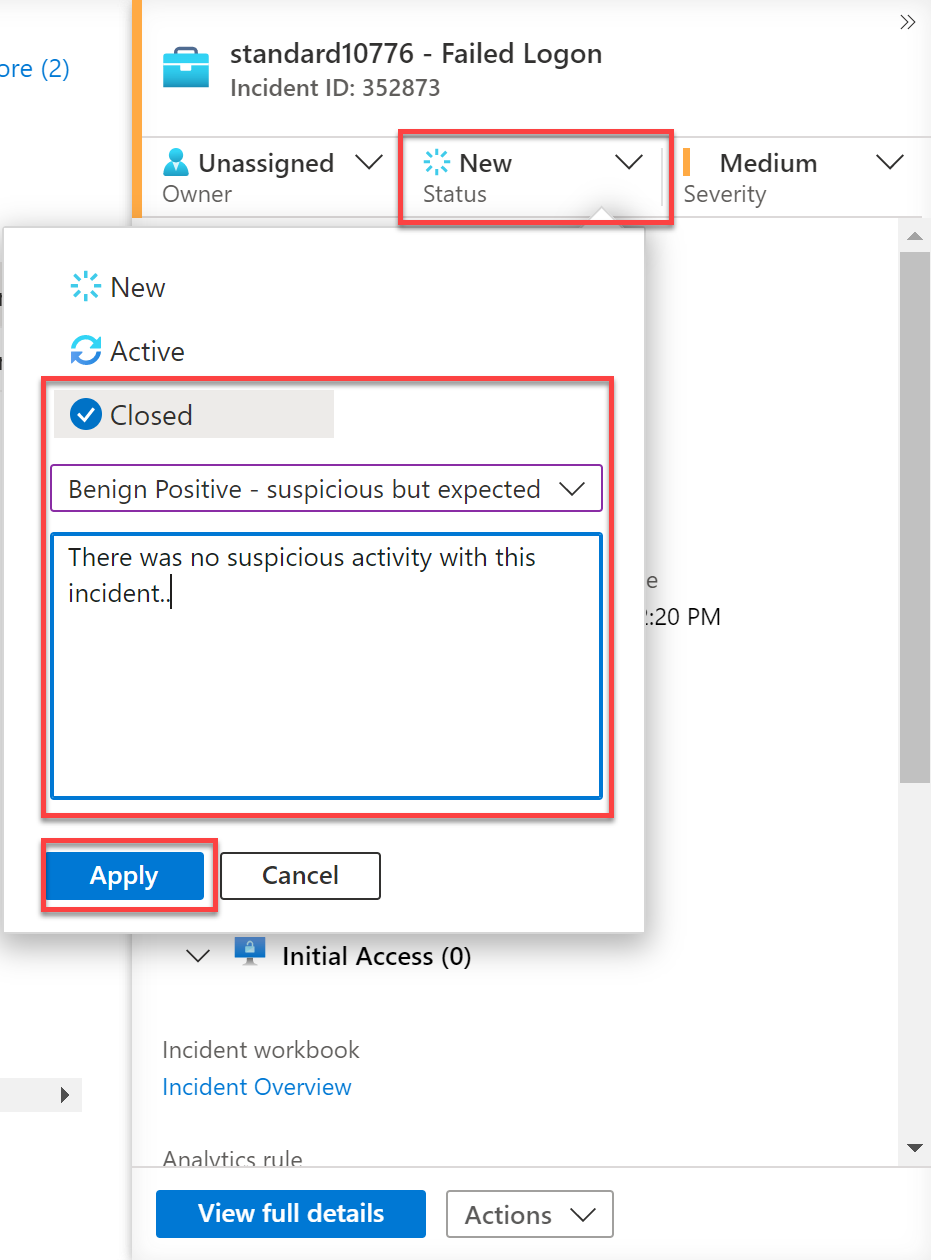 ore (2)
standard10776 - Failed Logon
Incident ID: 352873
Unassigned
Owner
New
Status
Medium
Severity
New
Active
Closed
Benign Positive - suspicious but expected
There was no suspicious activity with this
incident..
e
2:20 PM
Apply
Cancel
Initial Access (0)
Incident workbook
Incident Overview
Analytics rule
View full details
Actions